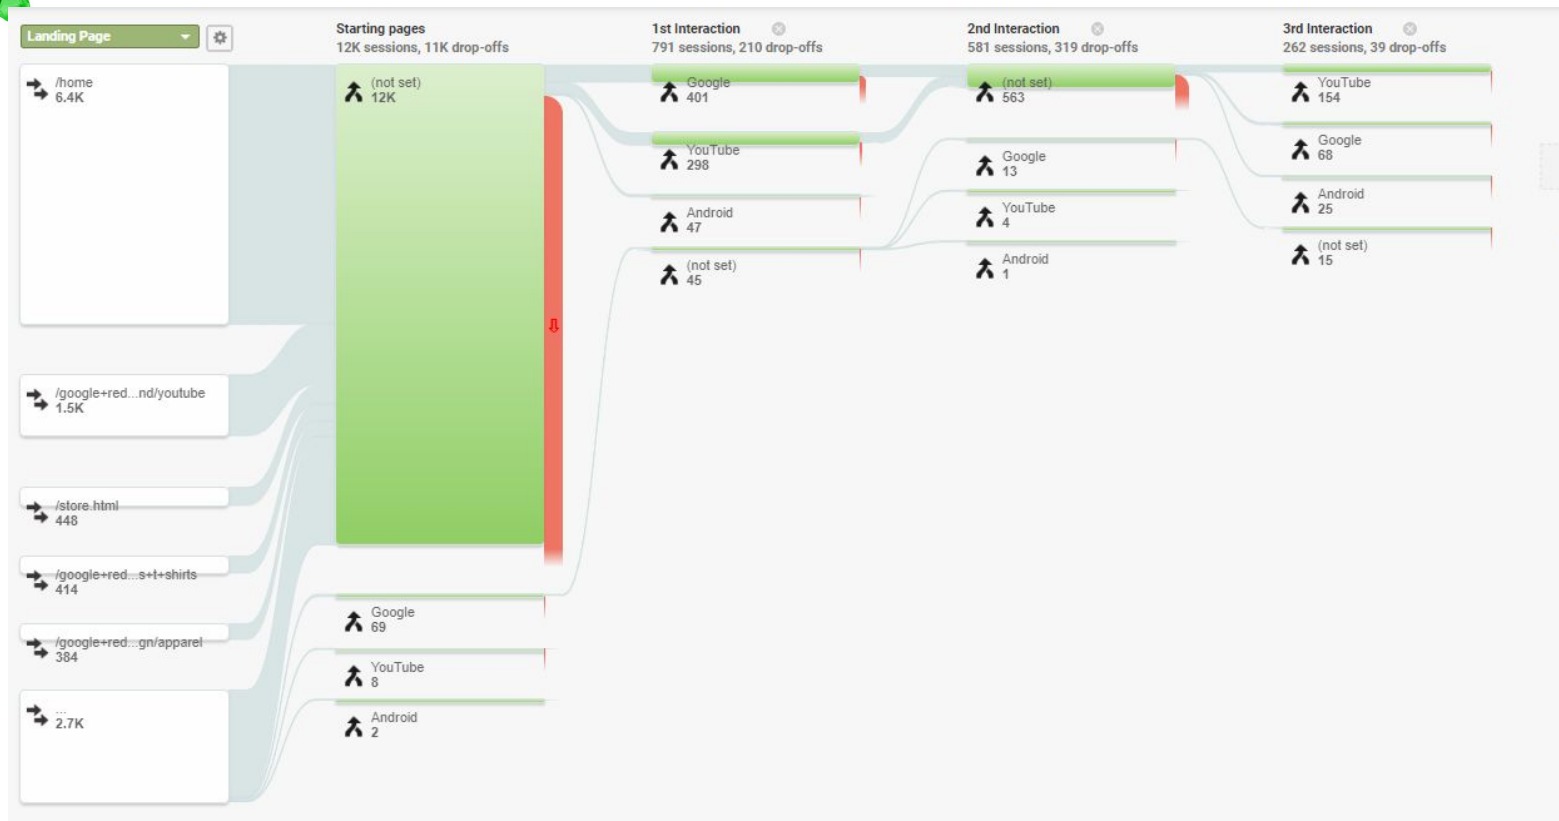 Landing Page
Starting pages
12K sessions, 11K drop-offs
1st Interaction
791 sessions, 210 drop-offs
2nd Interaction
581 sessions, 319 drop-offs
3rd Interaction
262 sessions, 39 drop-offs
/home
6.4K
/google+red...nd/youtube
1.5K
/store.html
448
/google+red...s+t+shirts
414
/google+red...gn/apparel
384
...
2.7K
(not set)
12K
Google
69
YouTube
8
Android
2
Google
401
YouTube
298
Android
47
(not set)
45
(not set)
563
Google
13
YouTube
4
Android
1
YouTube
154
Google
68
Android
25
(not set)
15